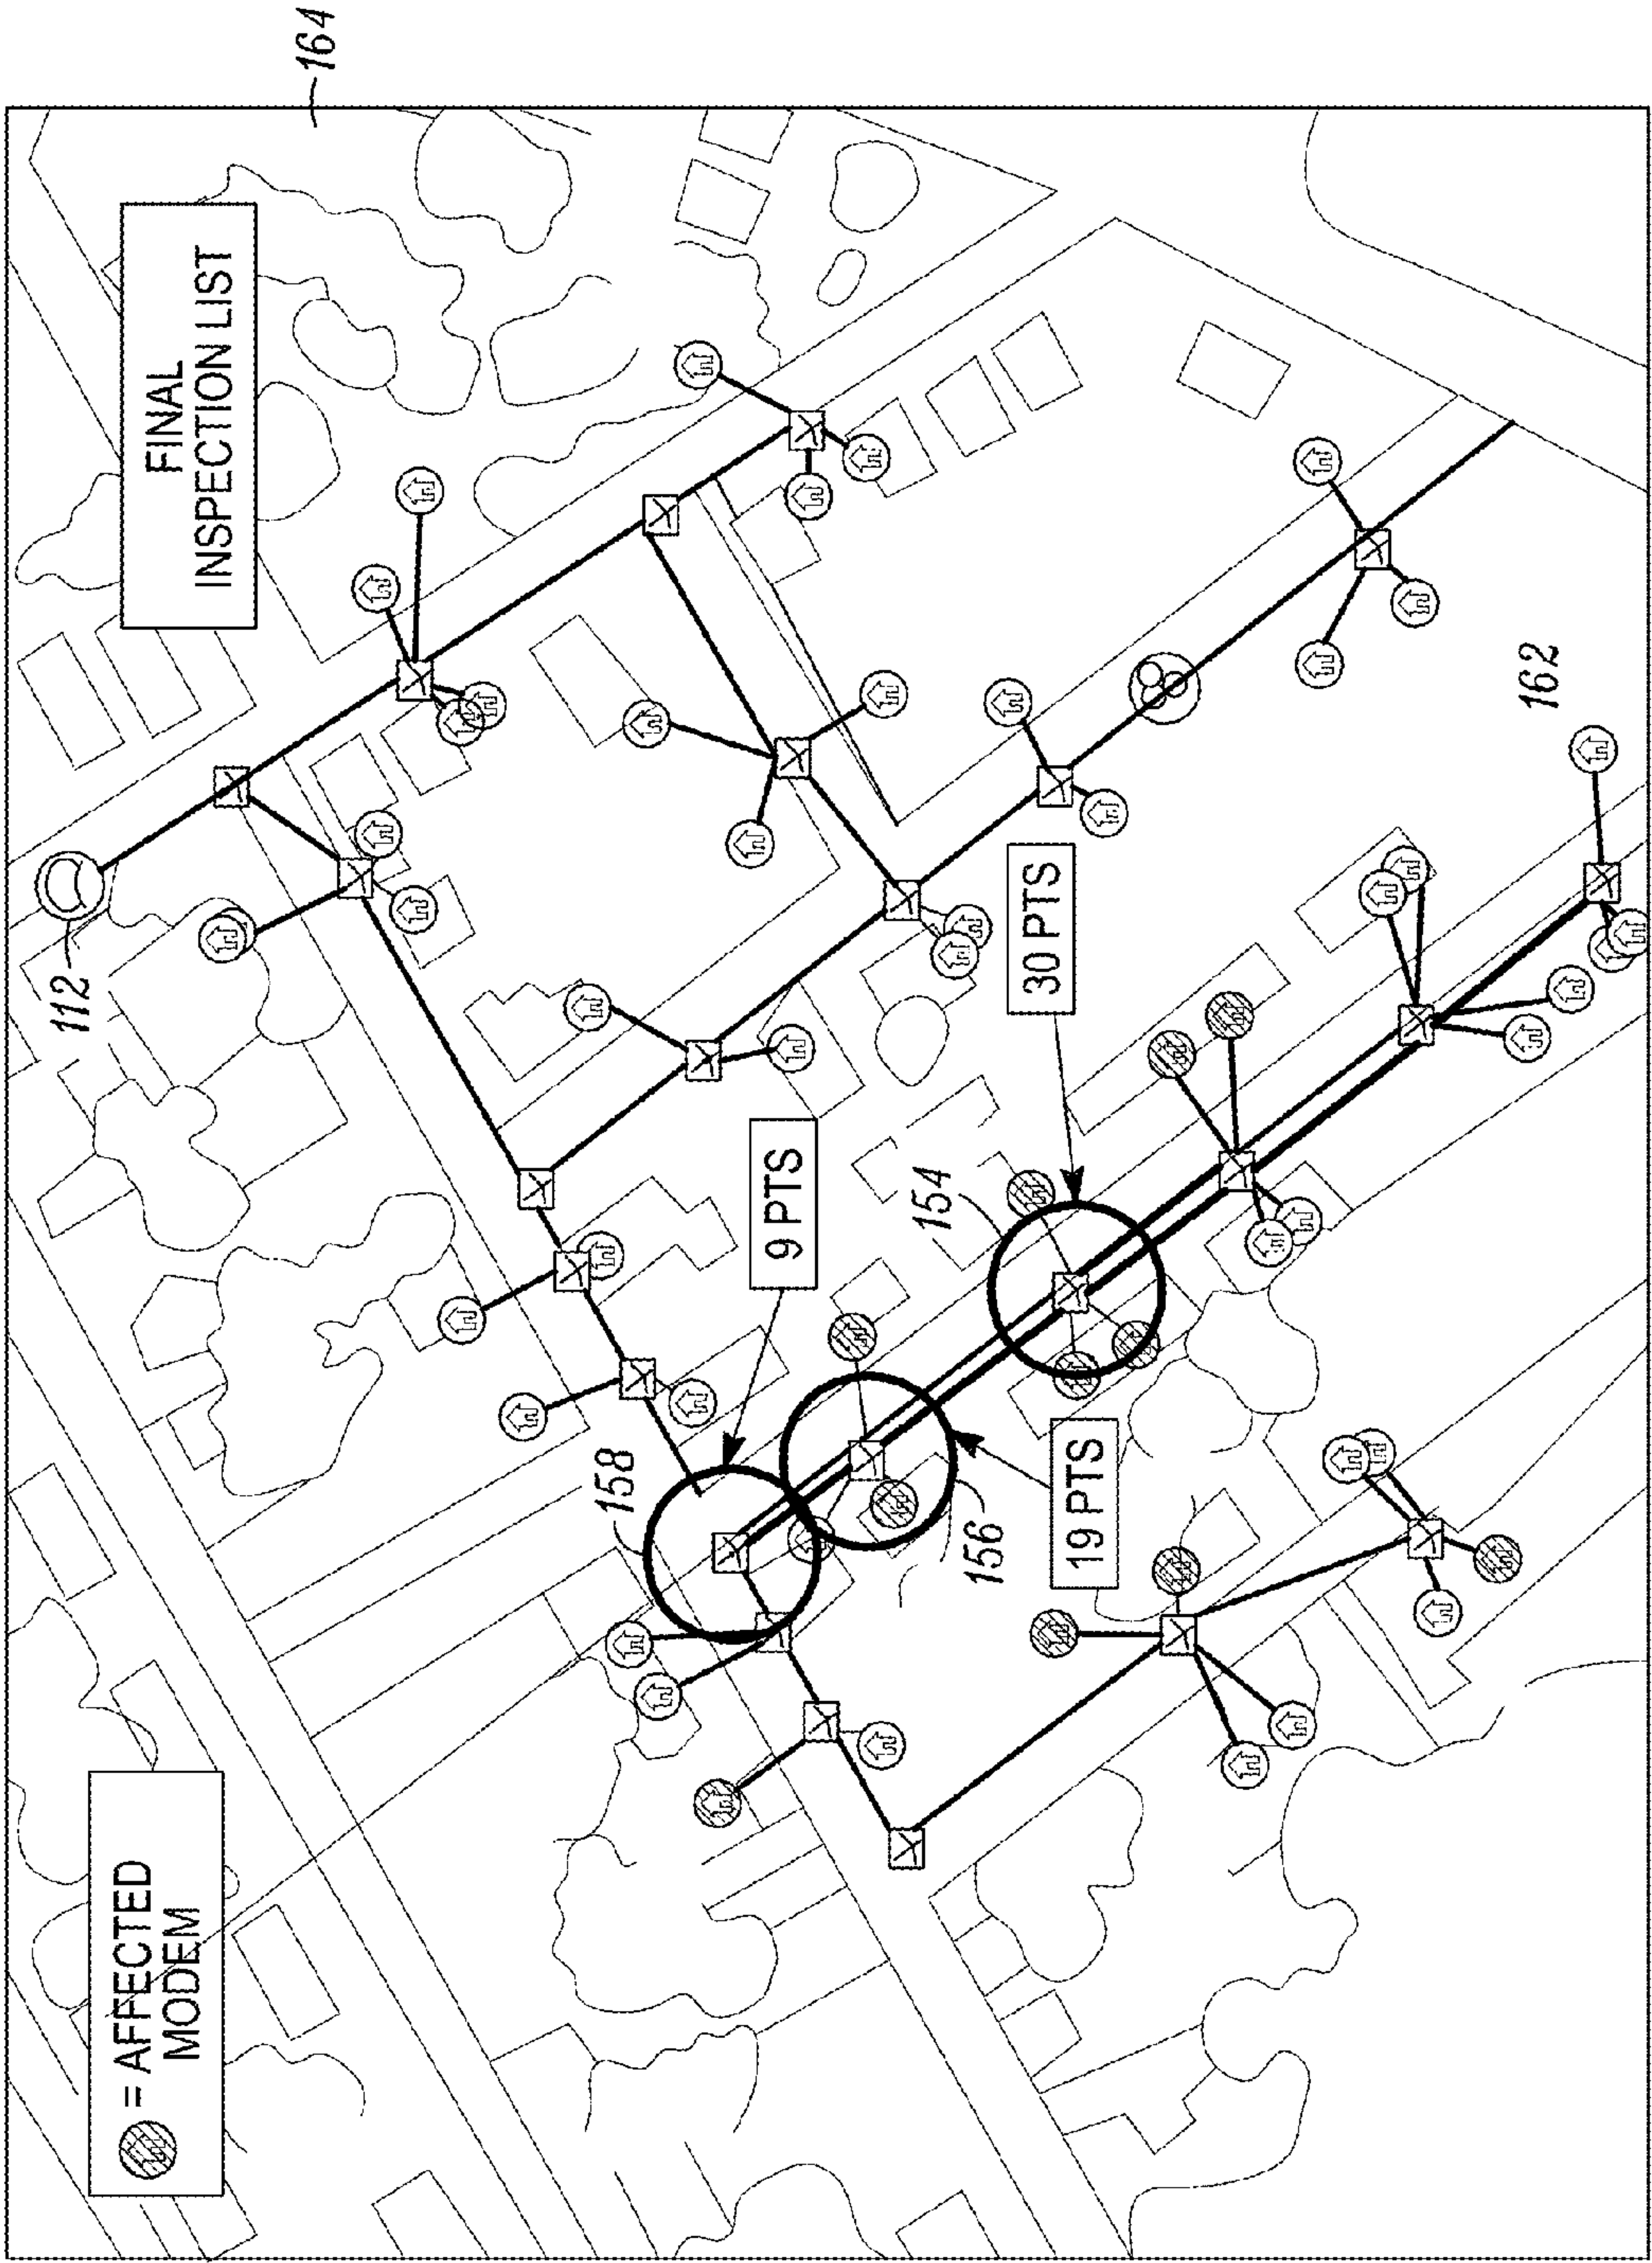 164
FINAL
INSPECTION LIST
112
162
30 PTS
154
9 PTS
158
156
19 PTS
= AFFECTED
MODEM